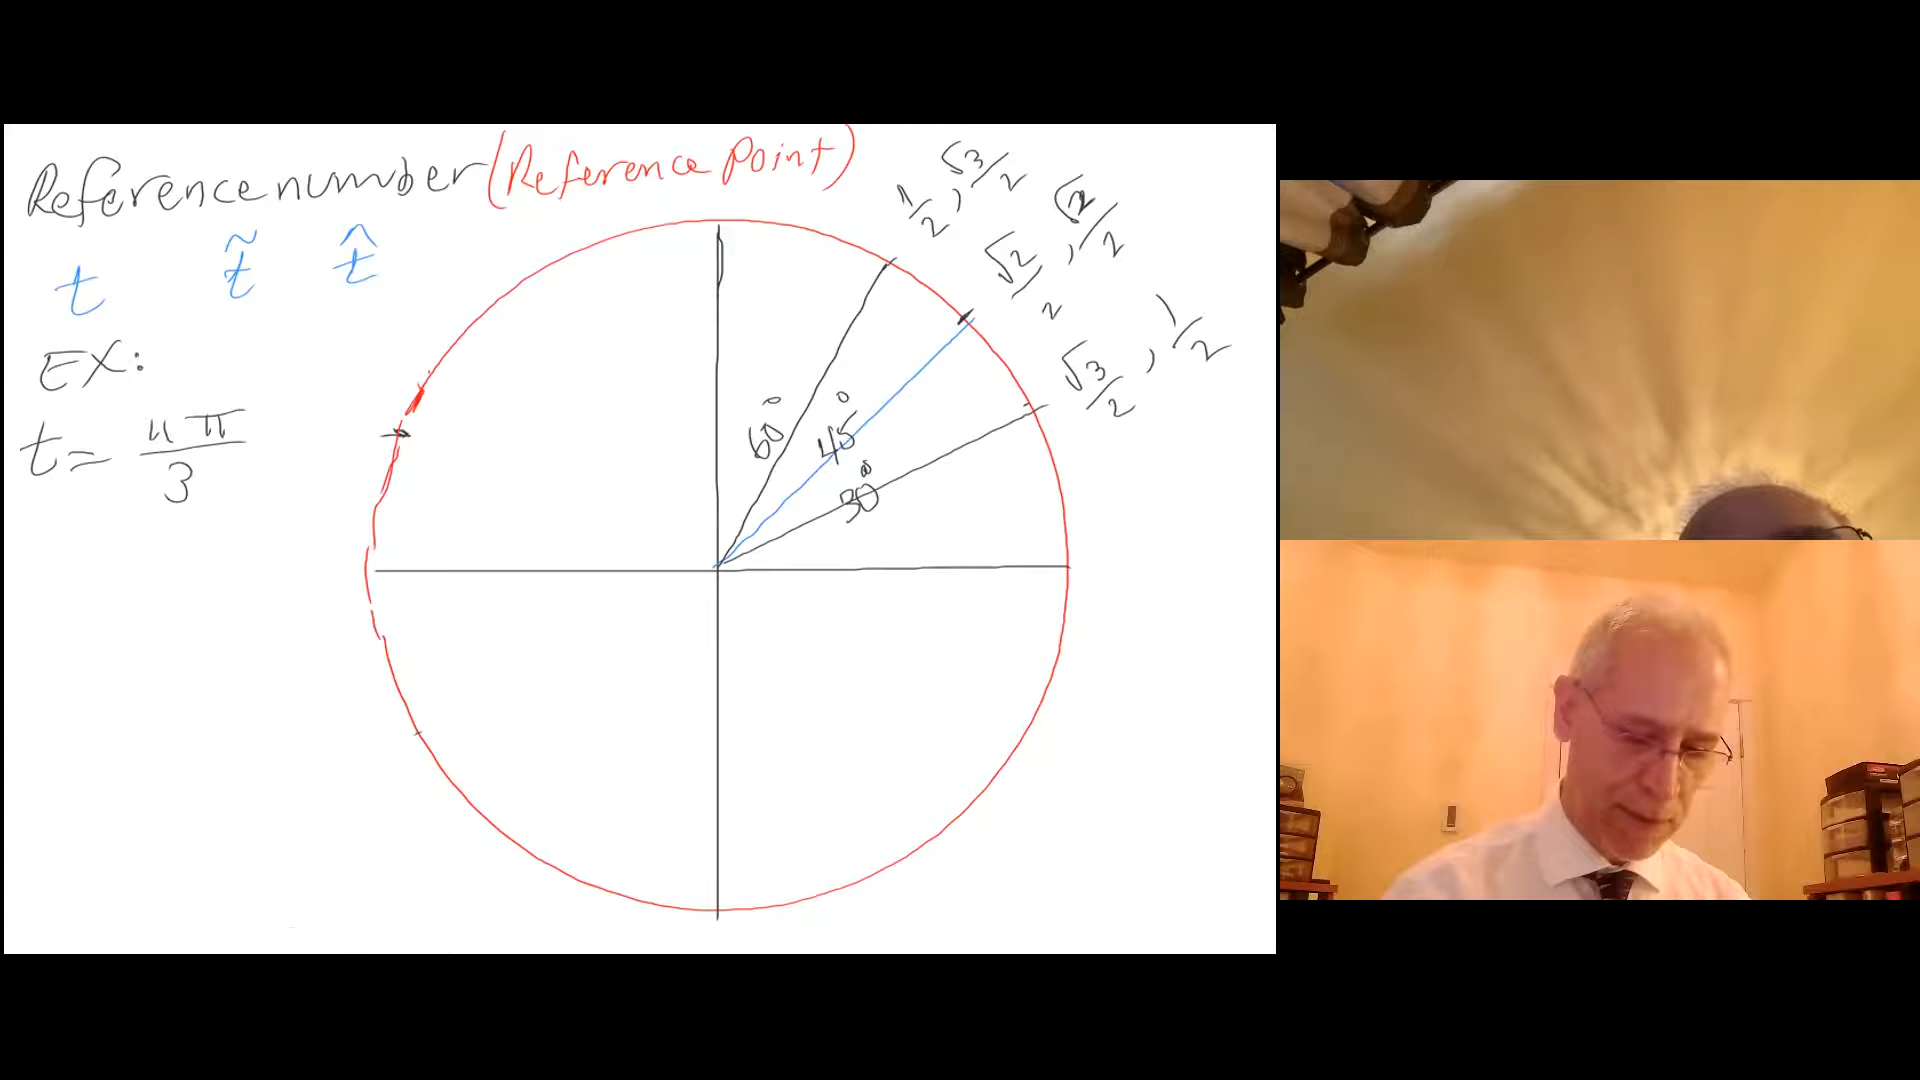 Reference number (Reference Point)
t t̃ t̂
EX:
t = 11π/3
1/2, √3/2
√2/2, √2/2
√3/2, 1/2
60°
45°
30°